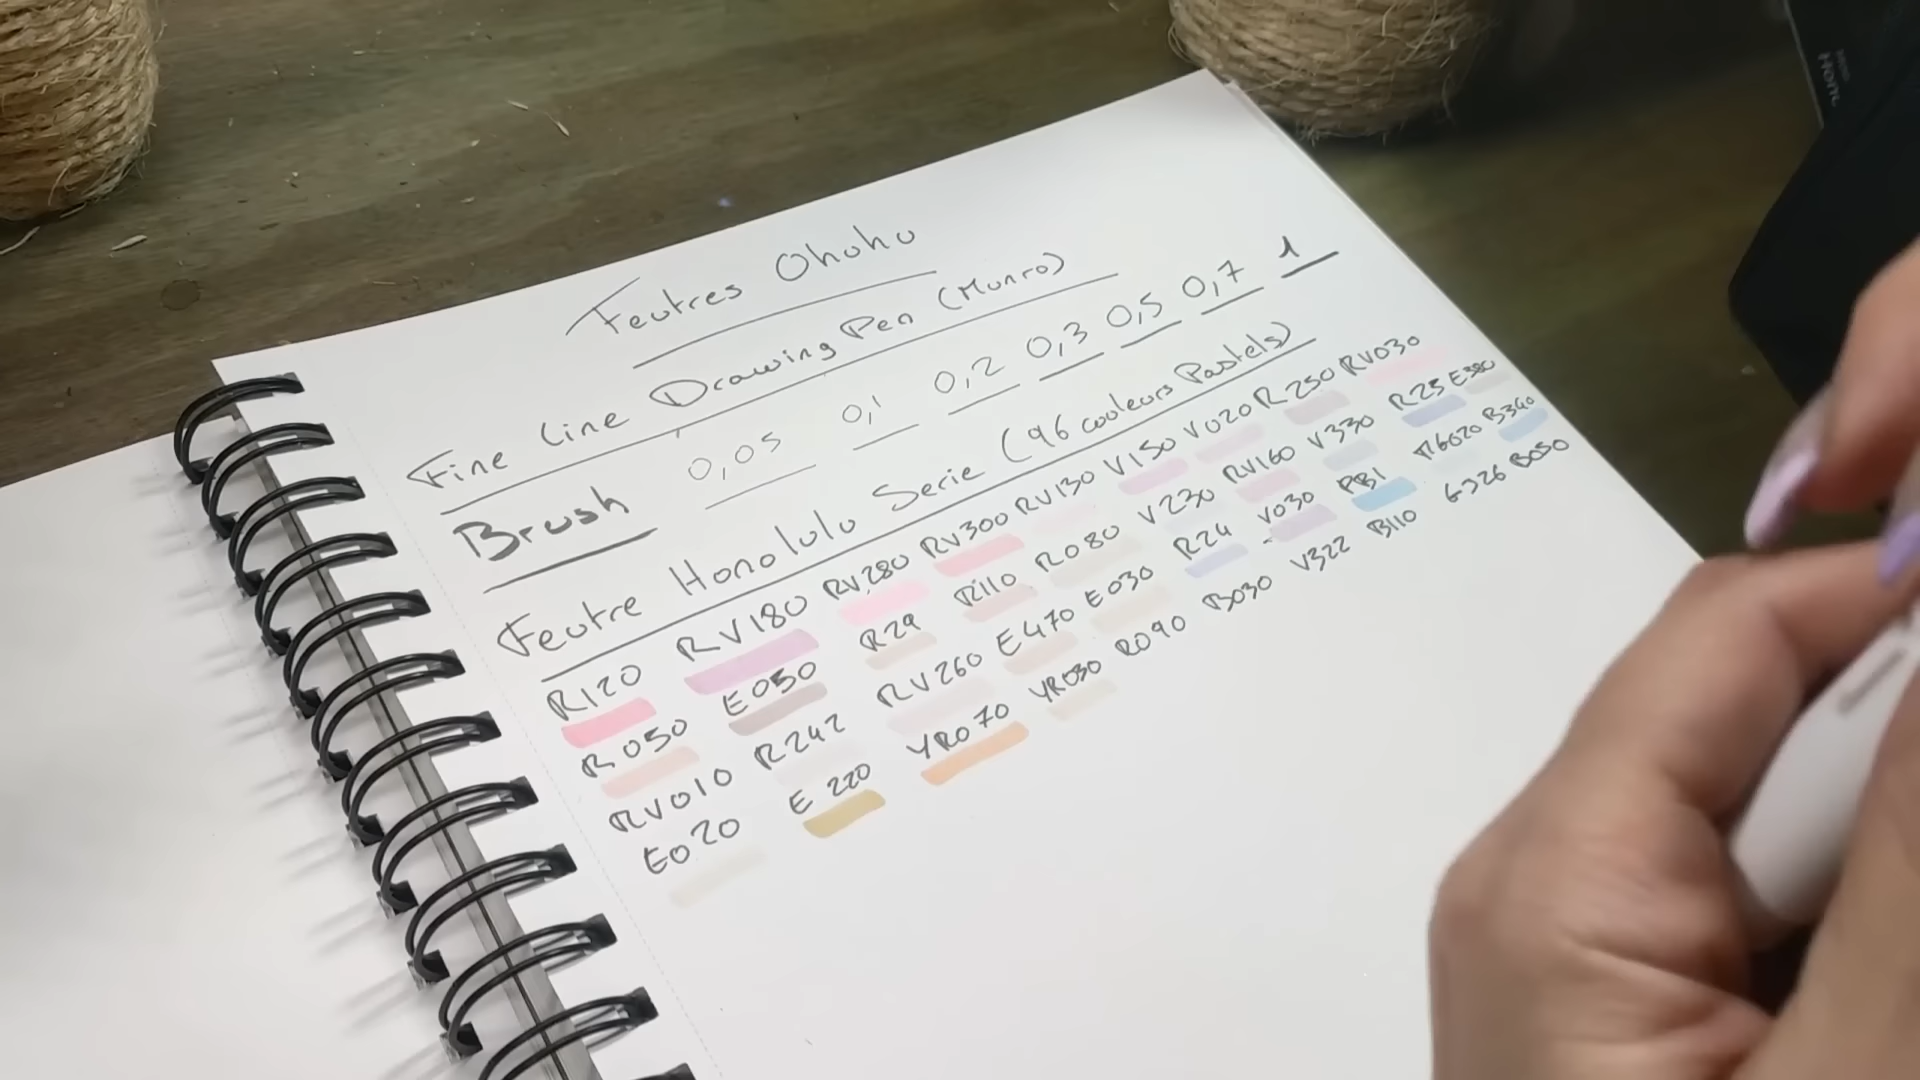 Feutres Ohuhu
Fine Line Drawing Pen (Munro)
Brush 0,05 0,1 0,2 0,3 0,5 0,7 1
Feutre Honolulu Serie (96 couleurs Pastels)
R120 RV180 RV280 RV300 RV130 V150 V020 R250 RV030
R050 E050 R29 R110 R080 V230 RV160 V330 R25 E380
RV010 R242 RV260 E470 E030 R24 V030 PB1 B340
E020 E220 YR070 YR030 R090 B030 V322 B110 G326 B050